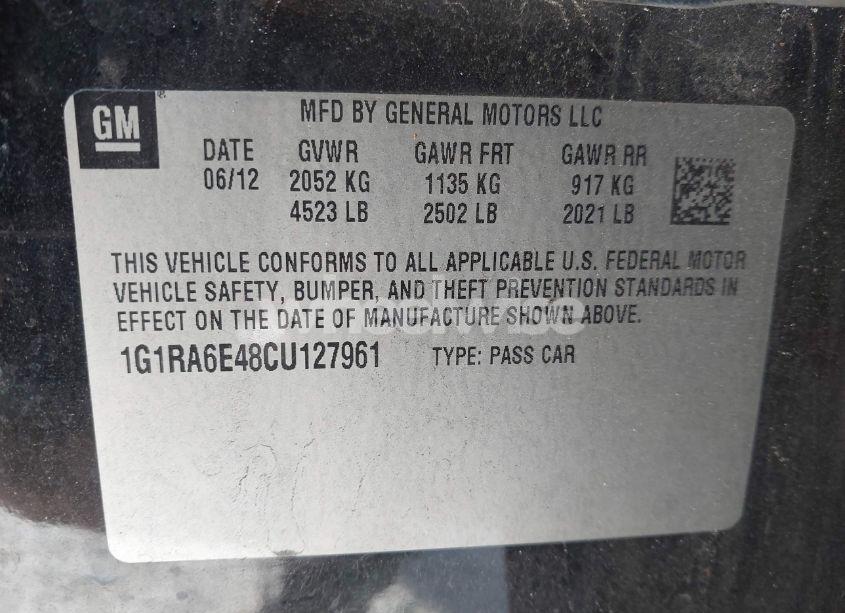 GM
MFD BY GENERAL MOTORS LLC
DATE GVWR GAWR FRT GAWR RR
06/12 2052 KG 1135 KG 917 KG
4523 LB 2502 LB 2021 LB
THIS VEHICLE CONFORMS TO ALL APPLICABLE U.S. FEDERAL MOTOR
VEHICLE SAFETY, BUMPER, AND THEFT PREVENTION STANDARDS IN
EFFECT ON THE DATE OF MANUFACTURE SHOWN ABOVE.
1G1RA6E48CU127961 TYPE: PASS CAR